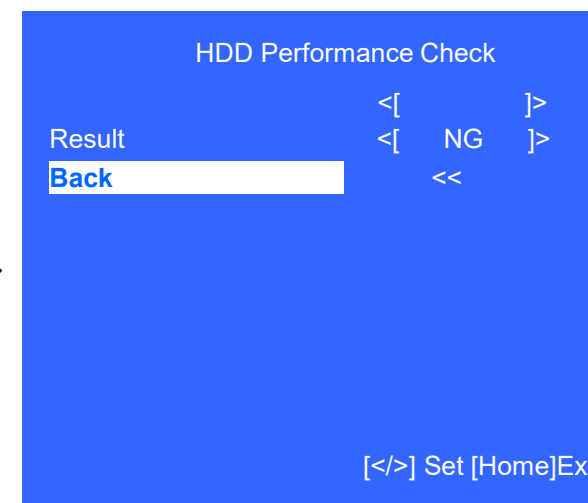 HDD Performance Check
<[ ]>
Result <[ NG ]>
Back <<
[</>] Set [Home]Ex